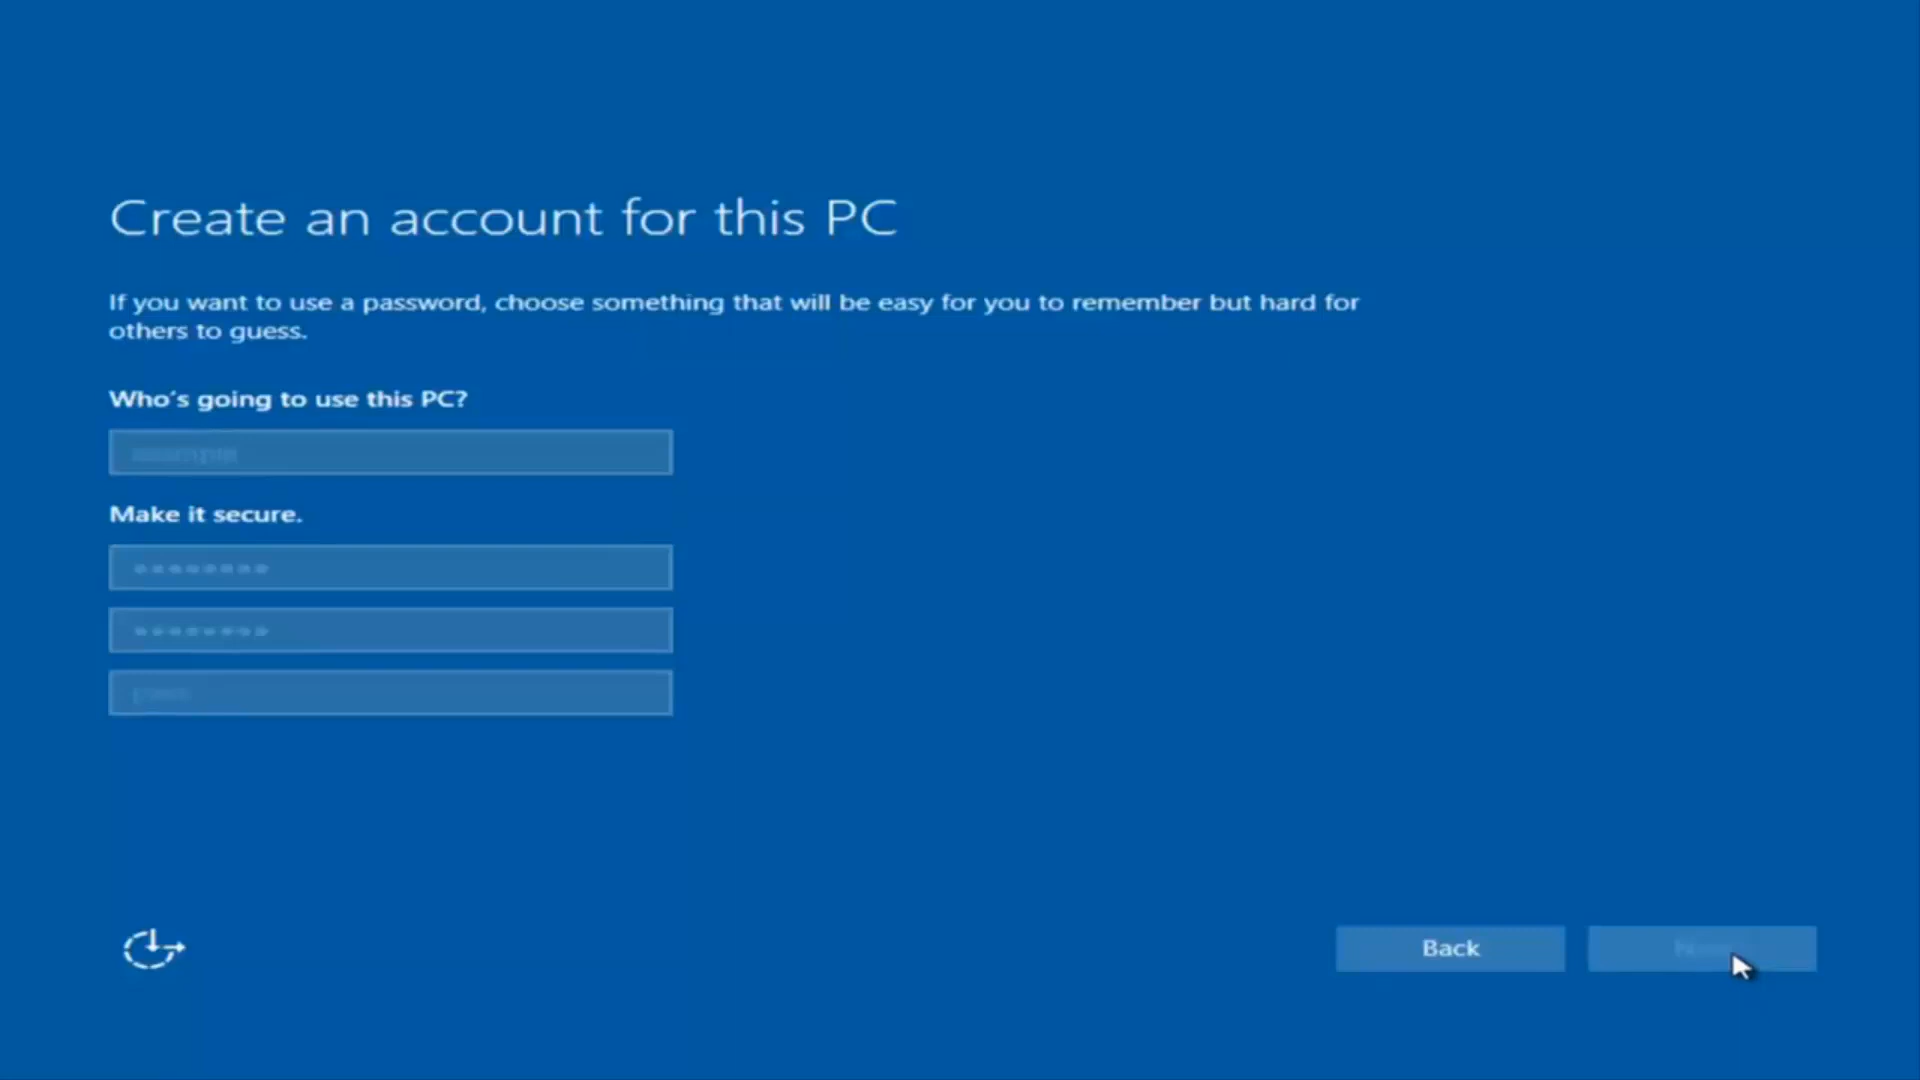 Create an account for this PC
If you want to use a password, choose something that will be easy for you to remember but hard for
others to guess.
Who's going to use this PC?
Make it secure.
••••••••
••••••••
Back